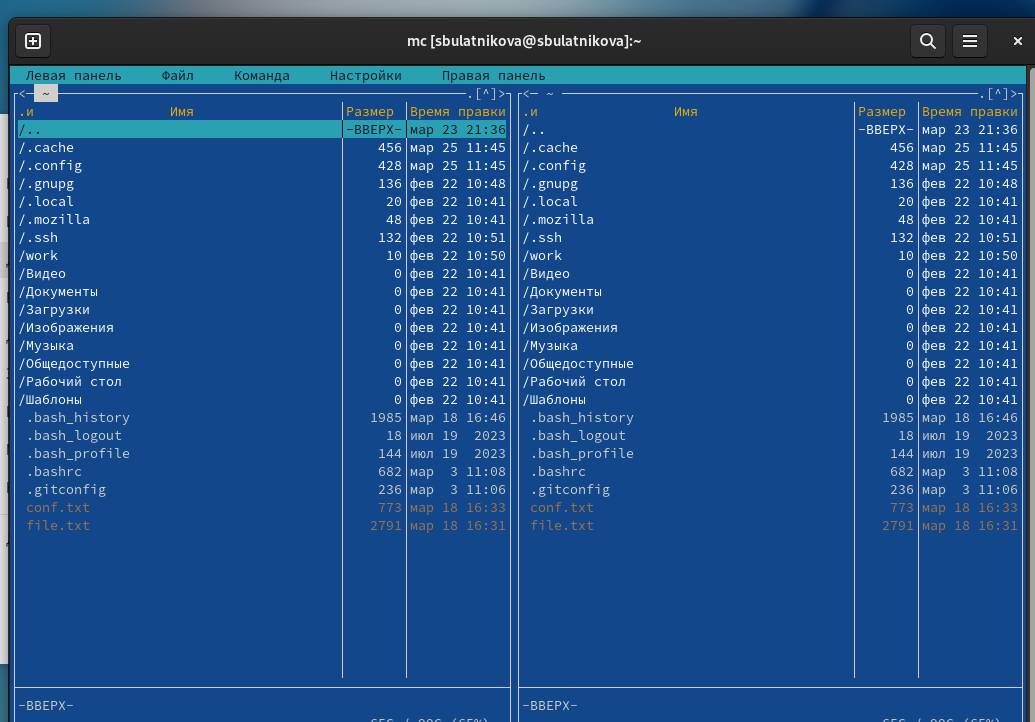 mc [sbulatnikova@sbulatnikova]:~
Левая панель Файл Команда Настройки Правая панель
<─ ~ .[^]> <─ ~ .[^]>
.и Имя Размер Время правки .и Имя Размер Время правки
/.. -ВВЕРХ- мар 23 21:36 /.. -ВВЕРХ- мар 23 21:36
/.cache 456 мар 25 11:45 /.cache 456 мар 25 11:45
/.config 428 мар 25 11:45 /.config 428 мар 25 11:45
/.gnupg 136 фев 22 10:48 /.gnupg 136 фев 22 10:48
/.local 20 фев 22 10:41 /.local 20 фев 22 10:41
/.mozilla 48 фев 22 10:41 /.mozilla 48 фев 22 10:41
/.ssh 132 фев 22 10:51 /.ssh 132 фев 22 10:51
/work 10 фев 22 10:50 /work 10 фев 22 10:50
/Видео 0 фев 22 10:41 /Видео 0 фев 22 10:41
/Документы 0 фев 22 10:41 /Документы 0 фев 22 10:41
/Загрузки 0 фев 22 10:41 /Загрузки 0 фев 22 10:41
/Изображения 0 фев 22 10:41 /Изображения 0 фев 22 10:41
/Музыка 0 фев 22 10:41 /Музыка 0 фев 22 10:41
/Общедоступные 0 фев 22 10:41 /Общедоступные 0 фев 22 10:41
/Рабочий стол 0 фев 22 10:41 /Рабочий стол 0 фев 22 10:41
/Шаблоны 0 фев 22 10:41 /Шаблоны 0 фев 22 10:41
.bash_history 1985 мар 18 16:46 .bash_history 1985 мар 18 16:46
.bash_logout 18 июл 19 2023 .bash_logout 18 июл 19 2023
.bash_profile 144 июл 19 2023 .bash_profile 144 июл 19 2023
.bashrc 682 мар 3 11:08 .bashrc 682 мар 3 11:08
.gitconfig 236 мар 3 11:06 .gitconfig 236 мар 3 11:06
conf.txt 773 мар 18 16:33 conf.txt 773 мар 18 16:33
file.txt 2791 мар 18 16:31 file.txt 2791 мар 18 16:31
-ВВЕРХ- -ВВЕРХ-